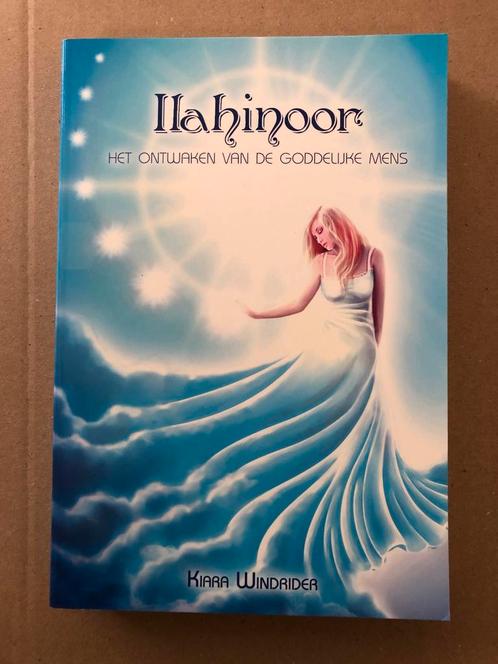 Ilahinoor
HET ONTWAKEN VAN DE GODDELIJKE MENS
KIARA WINDRIDER